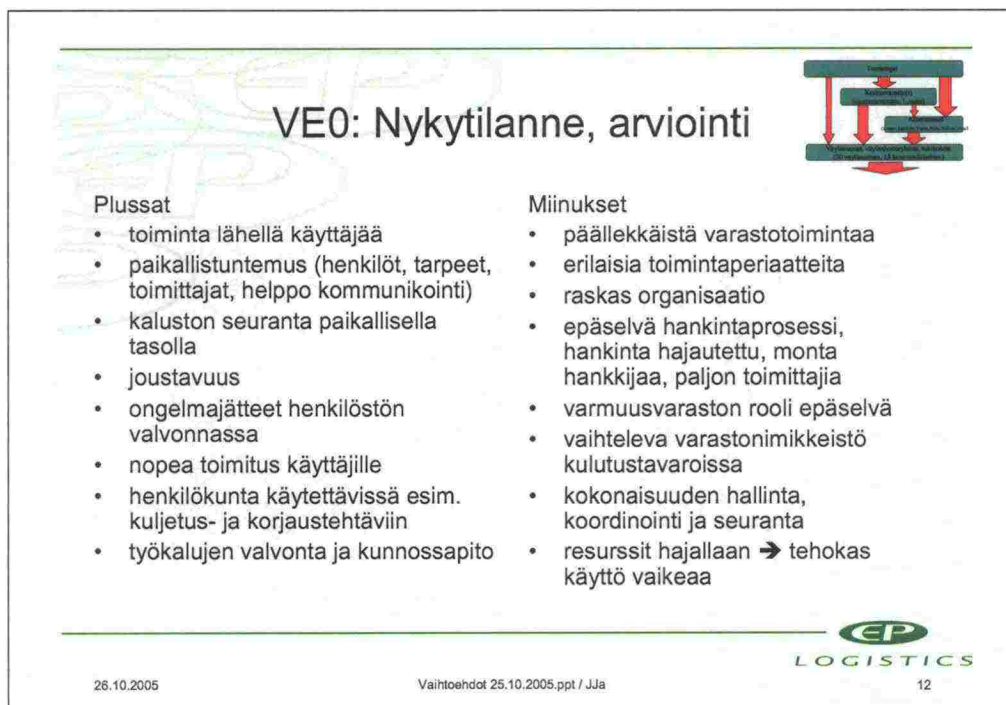 VE0: Nykytilanne, arviointi
Plussat
• toiminta lähellä käyttäjää
• paikallistuntemus (henkilöt, tarpeet,
toimittajat, helppo kommunikointi)
• kaluston seuranta paikallisella
tasolla
• joustavuus
• ongelmajätteet henkilöstön
valvonnassa
• nopea toimitus käyttäjille
• henkilökunta käytettävissä esim.
kuljetus- ja korjaustehtäviin
• työkalujen valvonta ja kunnossapito
Miinukset
• päällekkäistä varastotoimintaa
• erilaisia toimintaperiaatteita
• raskas organisaatio
• epäselvä hankintaprosessi,
hankinta hajautettu, monta
hankkijaa, paljon toimittajia
• varmuusvaraston rooli epäselvä
• vaihteleva varastonimikkeistö
kulutustavaroissa
• kokonaisuuden hallinta,
koordinointi ja seuranta
• resurssit hajallaan ➔ tehokas
käyttö vaikeaa
EP
LOGISTICS
26.10.2005
Vaihtoehdot 25.10.2005.ppt / JJa
12